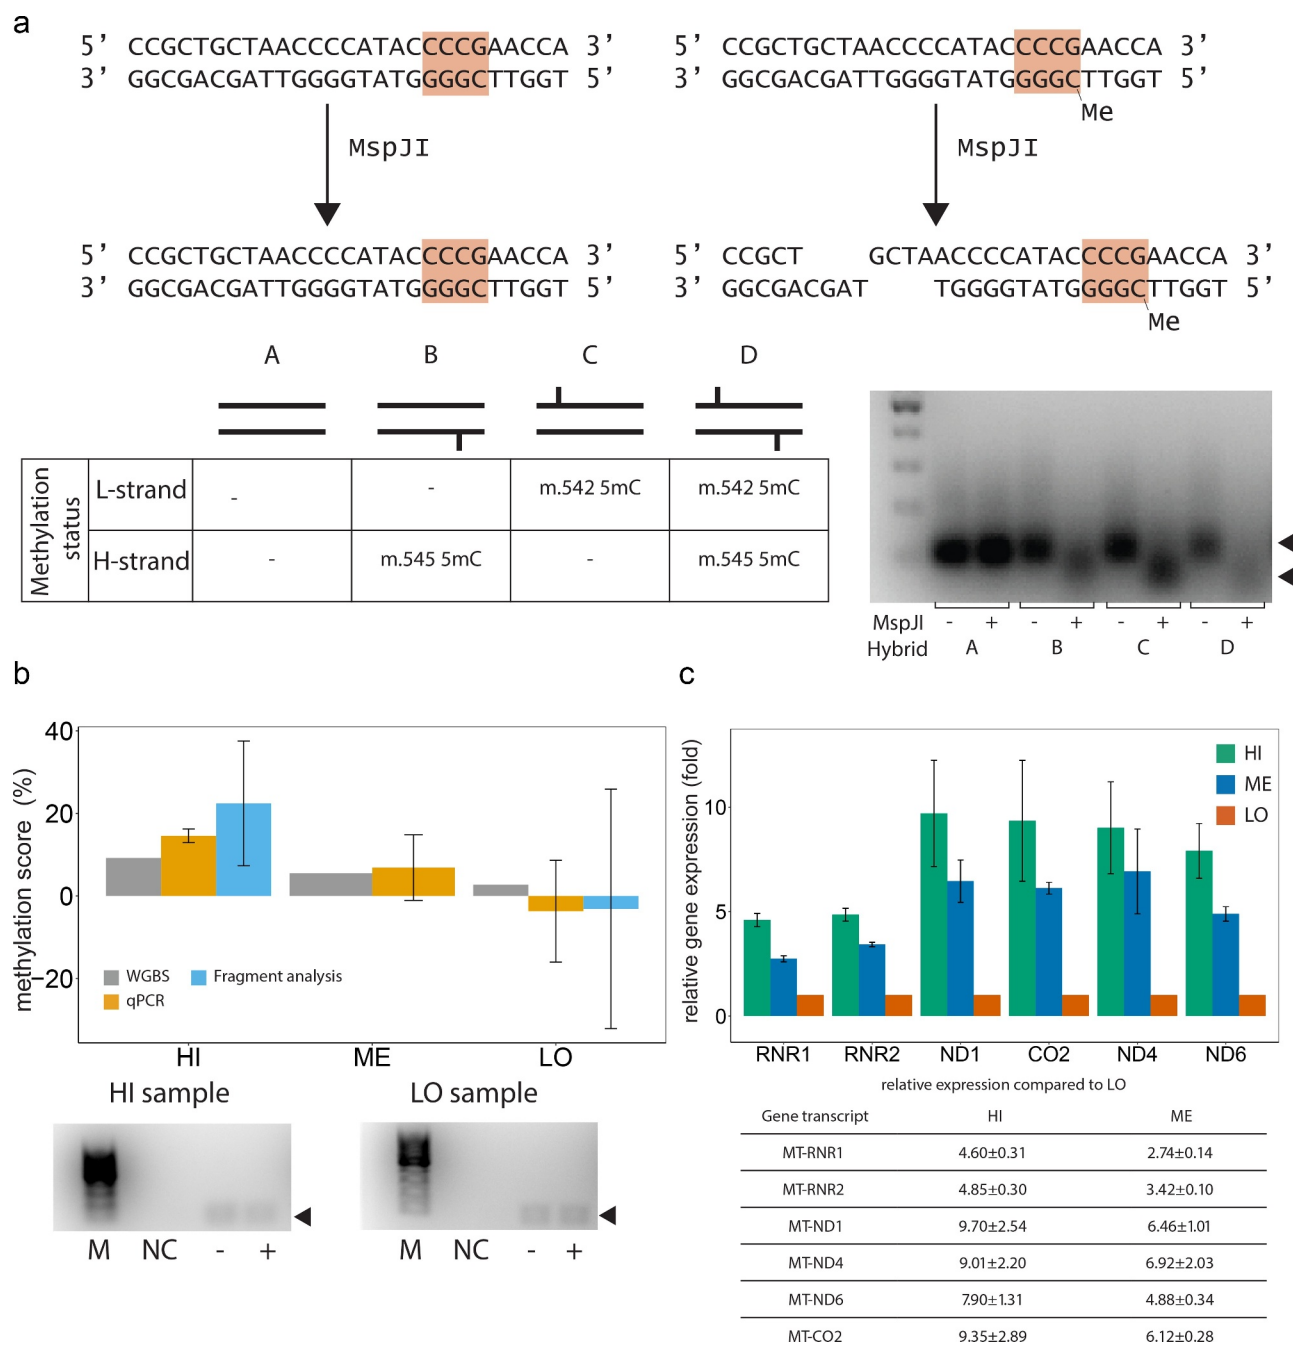 a
5’ CCGCTGCTAACCCCATACCCCGAACCA 3’
3’ GGCGACGATTGGGGTATGGGGCTTGGT 5’
MspJI
5’ CCGCTGCTAACCCCATACCCCGAACCA 3’
3’ GGCGACGATTGGGGTATGGGGCTTGGT 5’
5’ CCGCTGCTAACCCCATACCCCGAACCA 3’
3’ GGCGACGATTGGGGTATGGGGCTTGGT 5’
Me
MspJI
5’ CCGCT GCTAACCCCATACCCCGAACCA 3’
3’ GGCGACGAT TGGGGTATGGGGCTTGGT 5’
Me
A B C D
Methylation status
L-strand - - m.542 5mC m.542 5mC
H-strand - m.545 5mC - m.545 5mC
MspJI - + - + - + - +
Hybrid A B C D
b
methylation score (%)
40
20
0
−20
WGBS Fragment analysis
qPCR
HI ME LO
HI sample LO sample
M NC - + M NC - +
c
relative gene expression (fold)
10
5
0
HI
ME
LO
RNR1 RNR2 ND1 CO2 ND4 ND6
relative expression compared to LO
Gene transcript HI ME
MT-RNR1 4.60±0.31 2.74±0.14
MT-RNR2 4.85±0.30 3.42±0.10
MT-ND1 9.70±2.54 6.46±1.01
MT-ND4 9.01±2.20 6.92±2.03
MT-ND6 7.90±1.31 4.88±0.34
MT-CO2 9.35±2.89 6.12±0.28